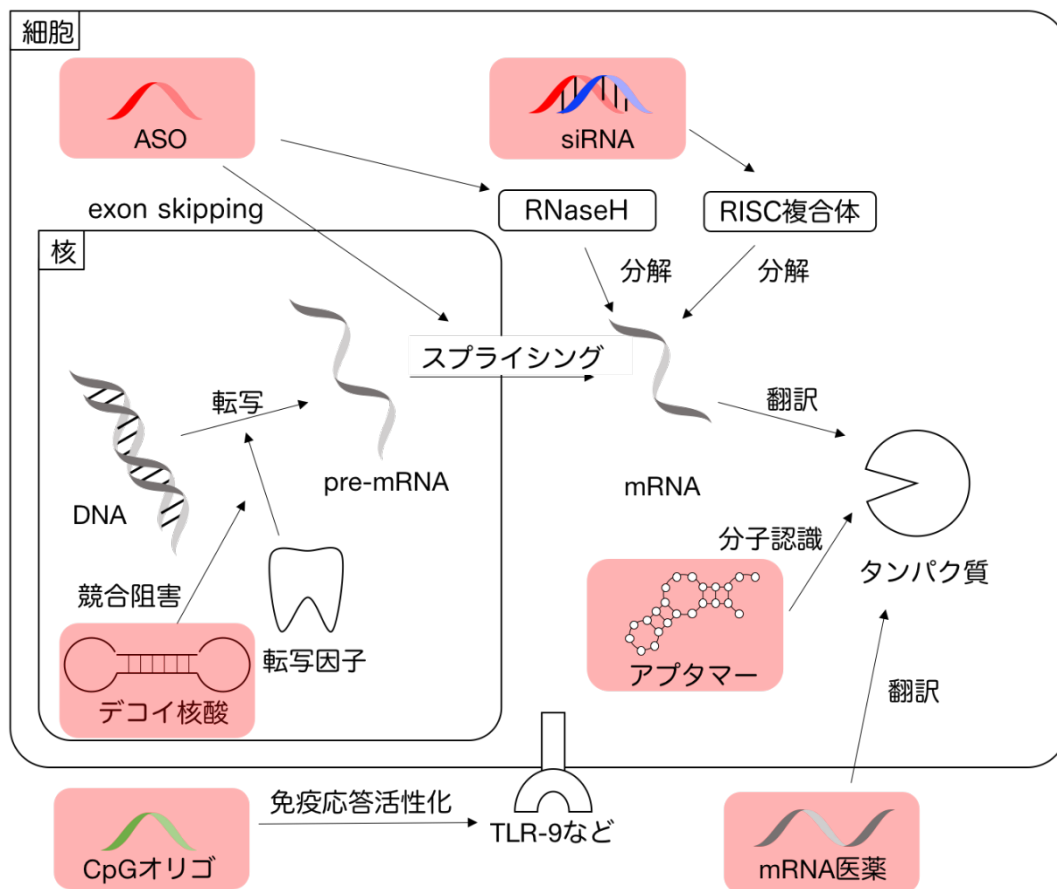 細胞
ASO
siRNA
exon skipping
RNaseH
RISC複合体
核
分解
分解
スプライシング
転写
翻訳
pre-mRNA
mRNA
DNA
分子認識
タンパク質
競合阻害
転写因子
アプタマー
デコイ核酸
翻訳
免疫応答活性化
TLR-9など
CpGオリゴ
mRNA医薬